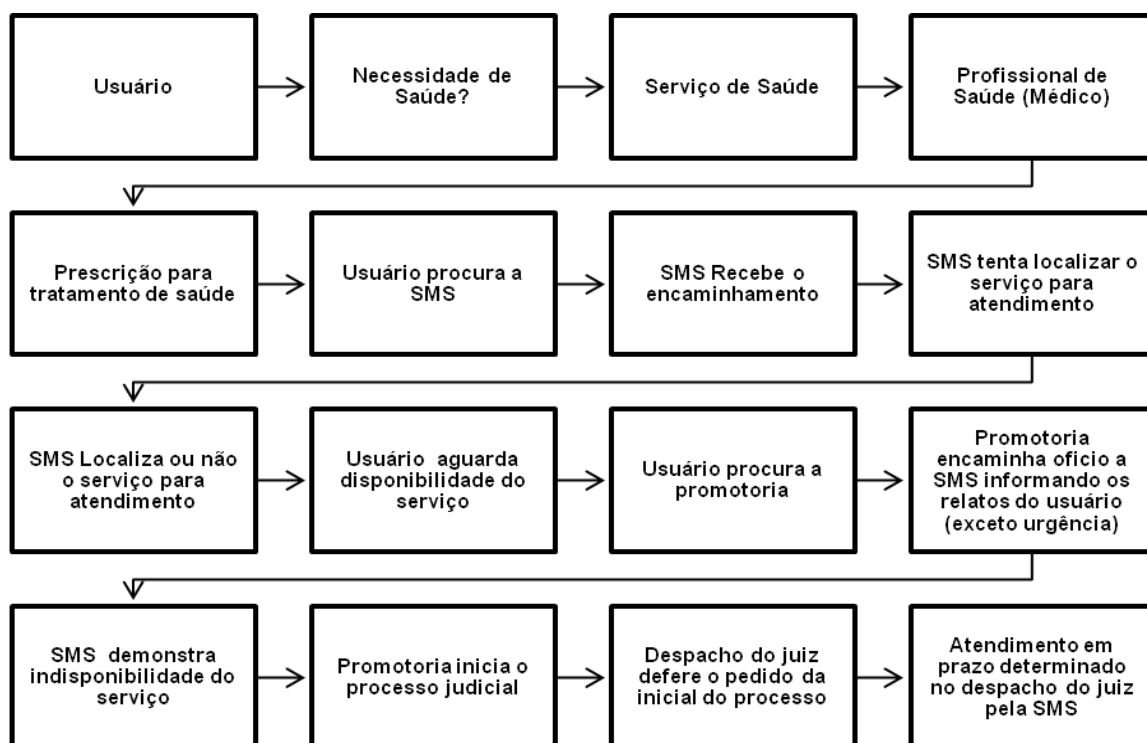 Usuário
Necessidade de
Saúde?
Serviço de Saúde
Profissional de
Saúde (Médico)
Prescrição para
tratamento de saúde
Usuário procura a
SMS
SMS Recebe o
encaminhamento
SMS tenta localizar o
serviço para
atendimento
SMS Localiza ou não
o serviço para
atendimento
Usuário aguarda
disponibilidade do
serviço
Usuário procura a
promotoria
Promotoria
encaminha oficio a
SMS informando os
relatos do usuário
(exceto urgência)
SMS demonstra
indisponibilidade do
serviço
Promotoria inicia o
processo judicial
Despacho do juiz
defere o pedido da
inicial do processo
Atendimento em
prazo determinado
no despacho do juiz
pela SMS